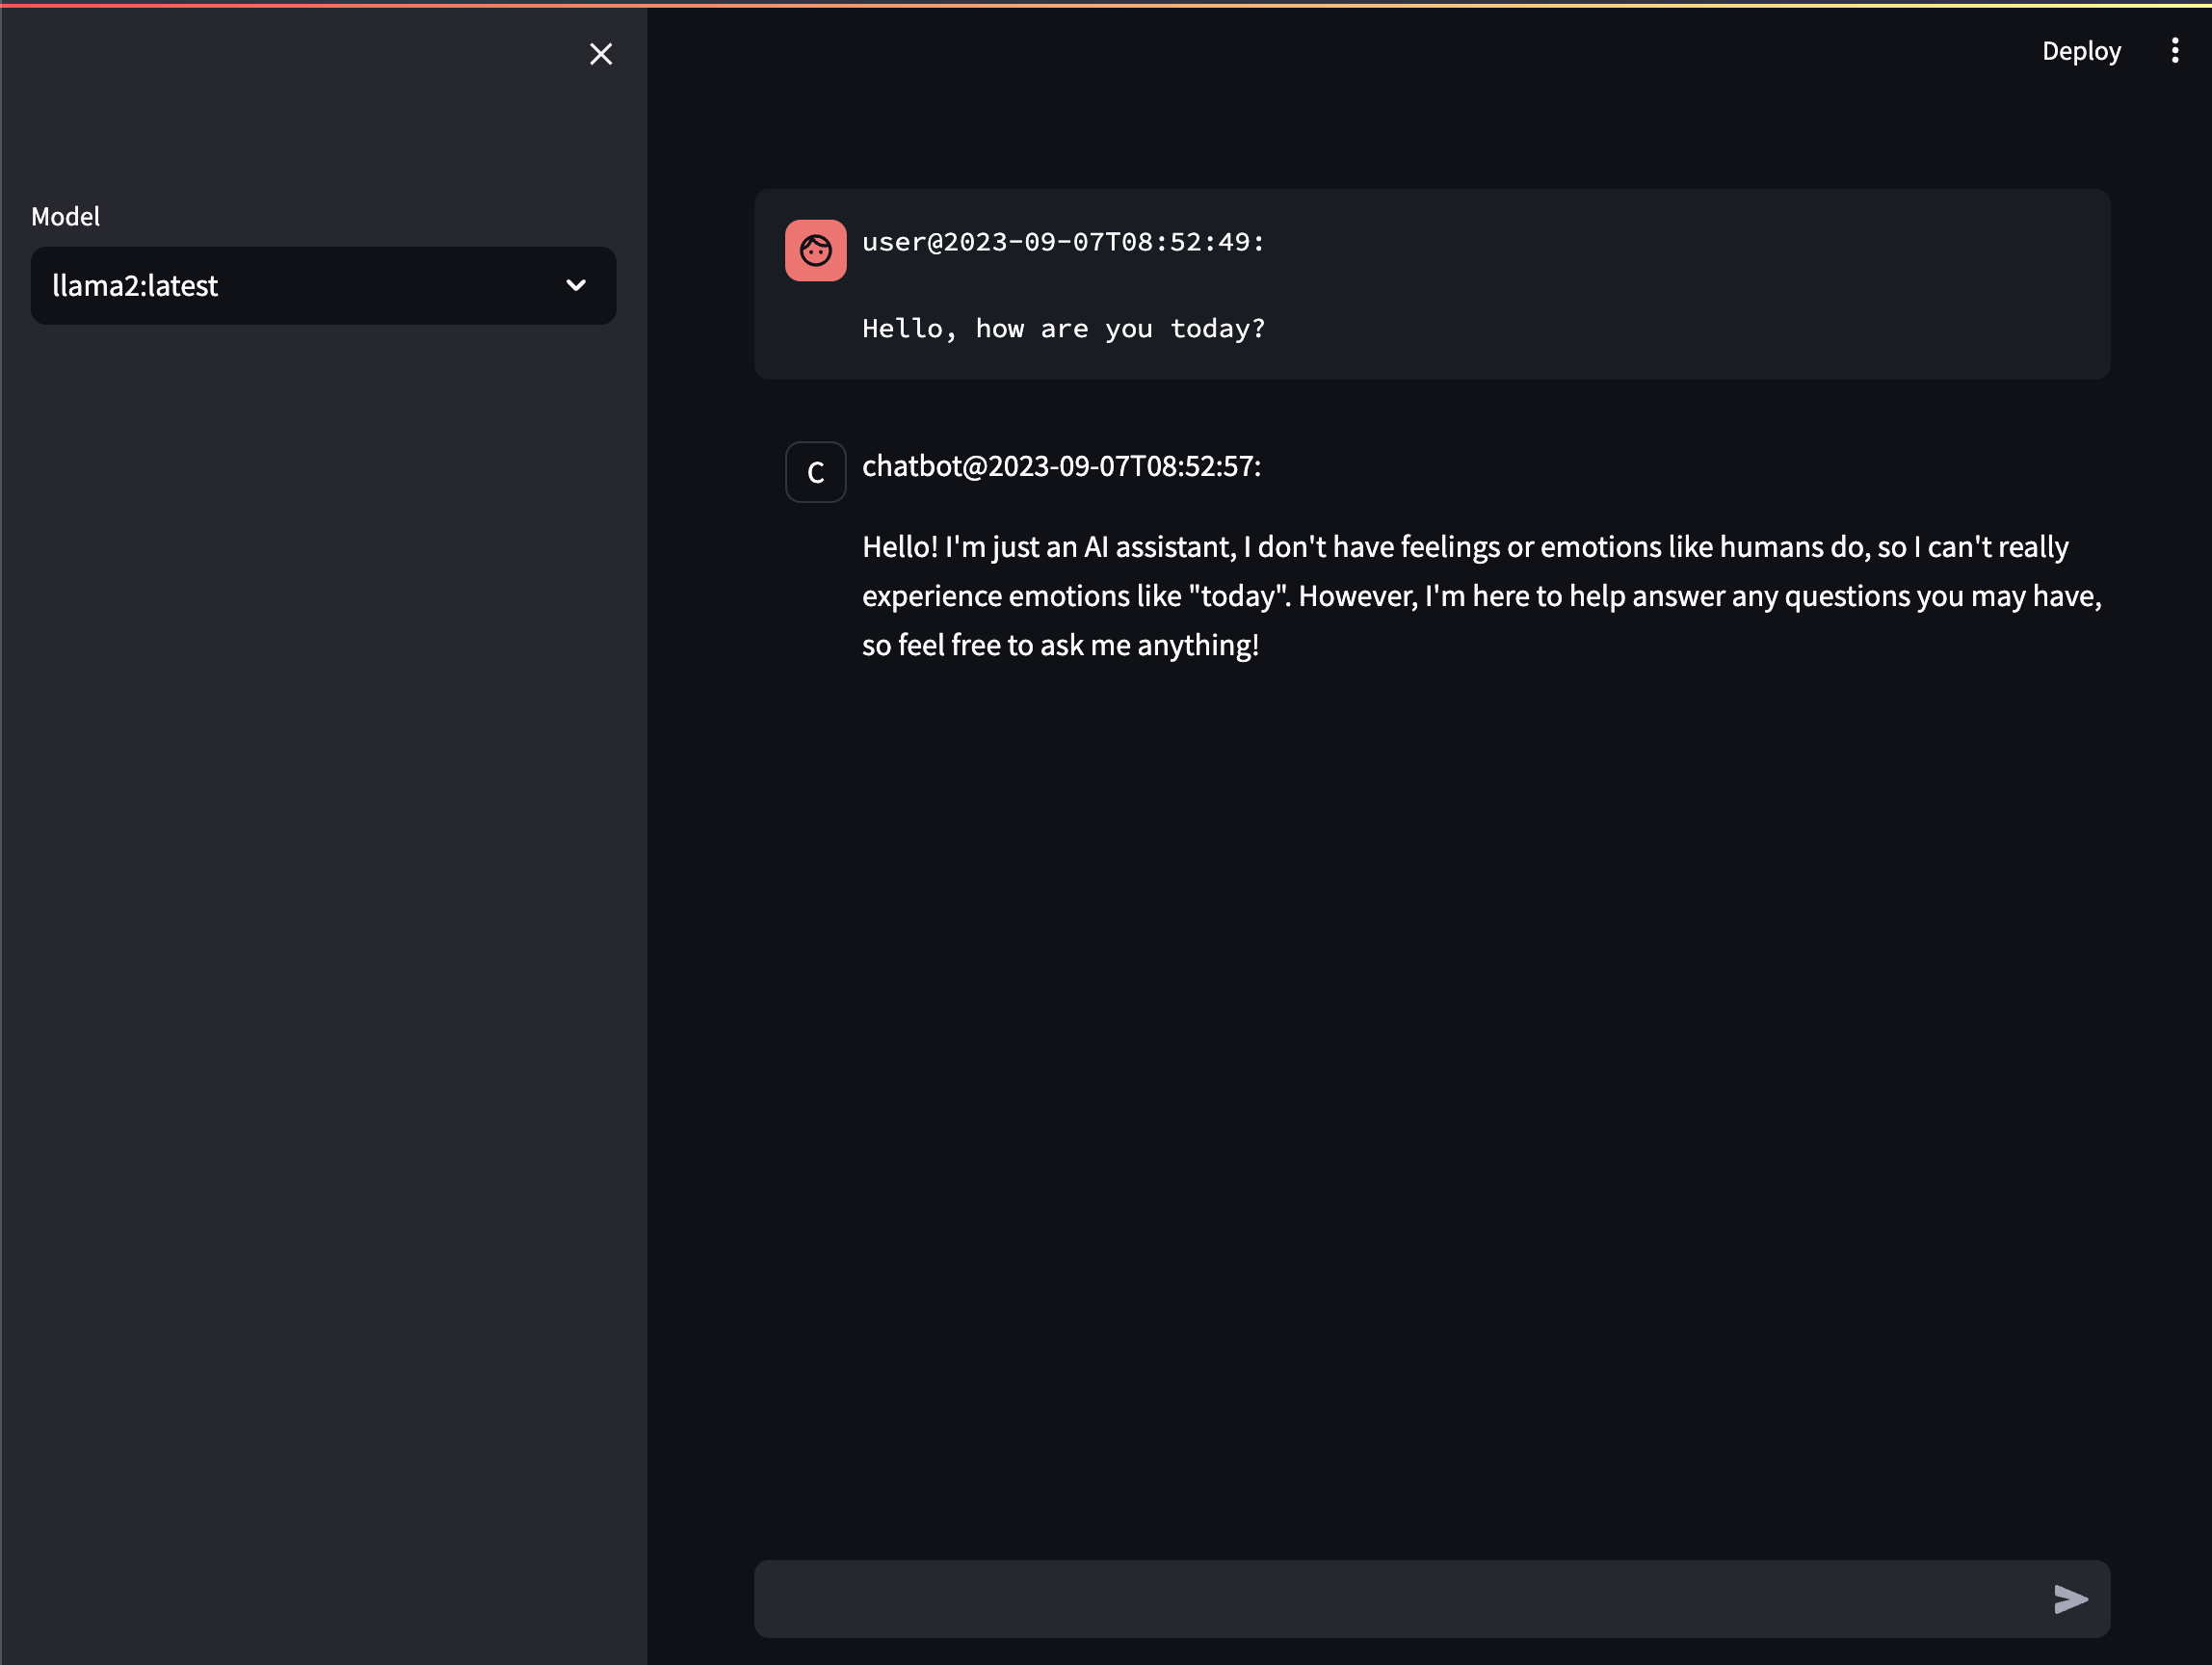 Deploy
Model
llama2:latest
user@2023-09-07T08:52:49:
Hello, how are you today?
C
chatbot@2023-09-07T08:52:57:
Hello! I'm just an AI assistant, I don't have feelings or emotions like humans do, so I can't really
experience emotions like "today". However, I'm here to help answer any questions you may have,
so feel free to ask me anything!